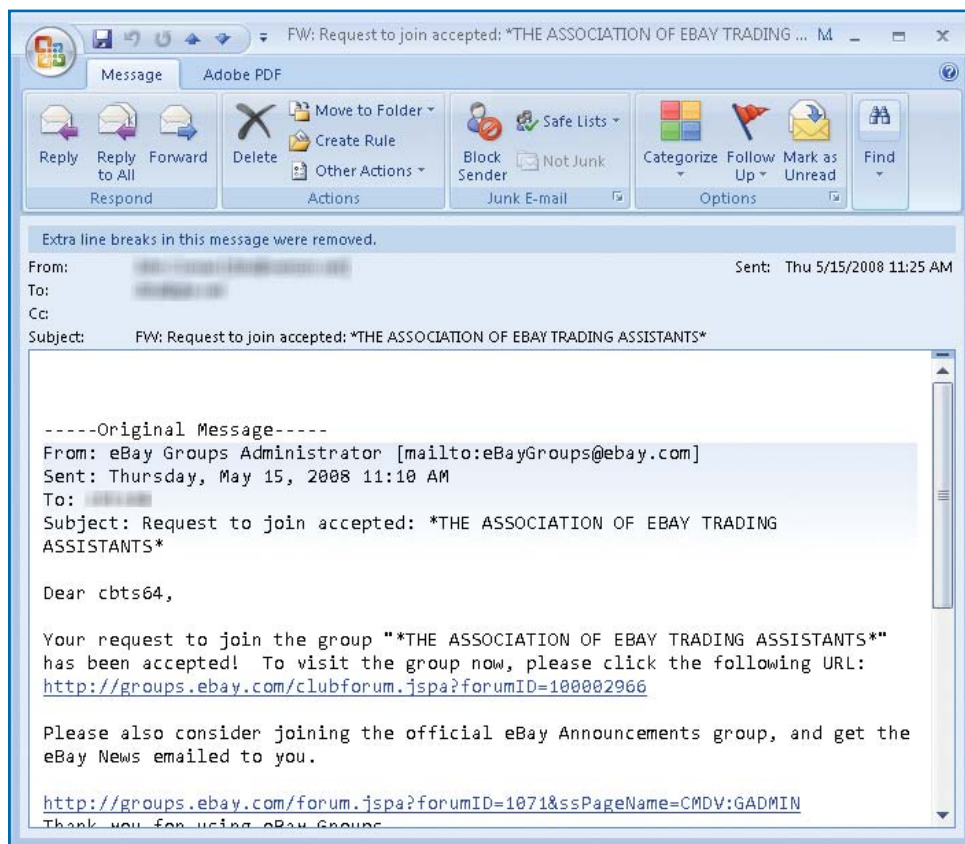 FW: Request to join accepted: *THE ASSOCIATION OF EBAY TRADING ... M
Message Adobe PDF
Reply Reply to All Forward
Respond
Delete
Move to Folder
Create Rule
Other Actions
Actions
Block Sender
Safe Lists
Not Junk
Junk E-mail
Categorize Follow Up Mark as Unread
Options
Find
Extra line breaks in this message were removed.
From:
Sent: Thu 5/15/2008 11:25 AM
To:
Cc:
Subject: FW: Request to join accepted: *THE ASSOCIATION OF EBAY TRADING ASSISTANTS*
-----Original Message-----
From: eBay Groups Administrator [mailto:eBayGroups@ebay.com]
Sent: Thursday, May 15, 2008 11:10 AM
To:
Subject: Request to join accepted: *THE ASSOCIATION OF EBAY TRADING
ASSISTANTS*
Dear cbts64,
Your request to join the group "*THE ASSOCIATION OF EBAY TRADING ASSISTANTS*"
has been accepted!  To visit the group now, please click the following URL:
http://groups.ebay.com/clubforum.jspa?forumID=100002966
Please also consider joining the official eBay Announcements group, and get the
eBay News emailed to you.
http://groups.ebay.com/forum.jspa?forumID=1071&ssPageName=CMDV:GADMIN
Thank you for using eBay Groups